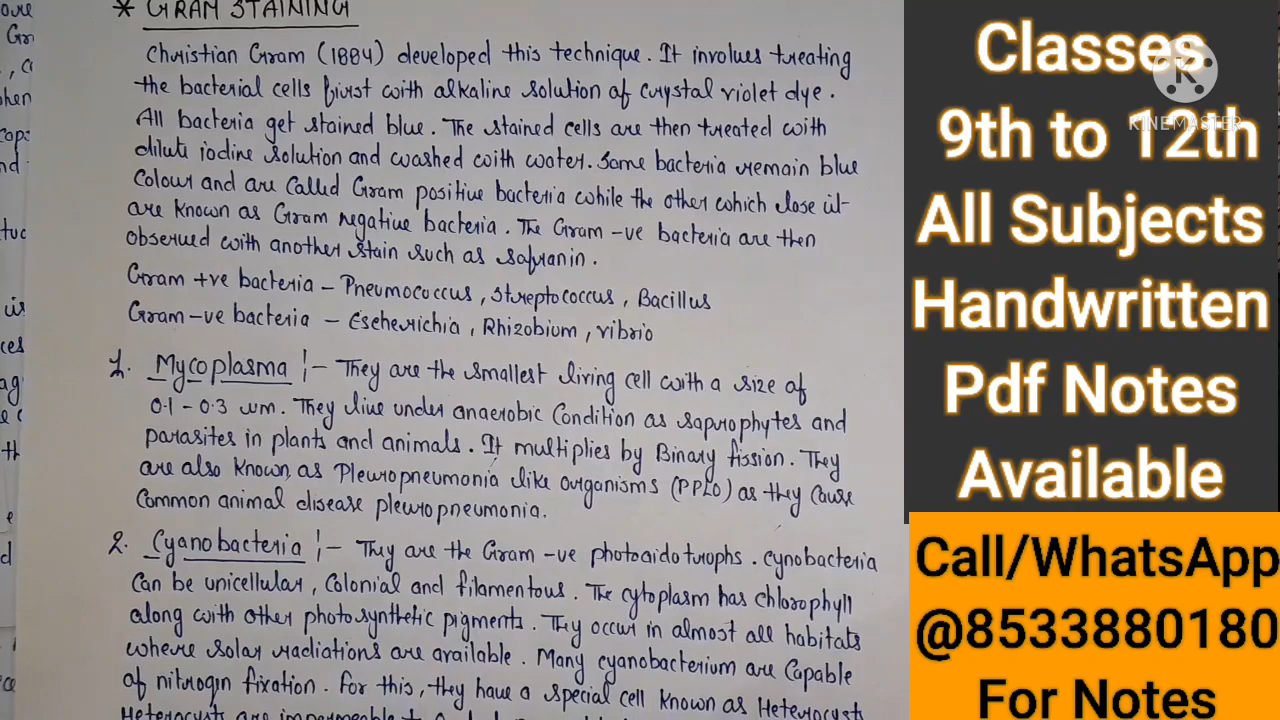 * GRAM STAINING
Christian Gram (1884) developed this technique. It involves treating
the bacterial cells first with alkaline solution of crystal violet dye.
All bacteria get stained blue. The stained cells are then treated with
dilute iodine solution and washed with water. Some bacteria remain blue
colour and are called Gram positive bacteria while the other which lose it
are known as Gram negative bacteria. The Gram -ve bacteria are then
observed with another stain such as safranin.
Gram +ve bacteria - Pneumococcus, Streptococcus, Bacillus
Gram -ve bacteria - Escherichia, Rhizobium, vibrio
1. Mycoplasma :- They are the smallest living cell with a size of
0.1 - 0.3 um. They live under anaerobic Condition as saprophytes and
parasites in plants and animals. It multiplies by Binary fission. They
are also known as Pleuropneumonia like organisms (PPLO) as they cause
Common animal disease pleuropneumonia.
2. Cyanobacteria :- They are the Gram -ve photoaidotrophs. cynobacteria
Can be unicellular, Colonial and filamentous. The cytoplasm has chlorophyll
along with other photosynthetic pigments. They occur in almost all habitats
where solar radiations are available. Many cyanobacterium are Capable
of nitrogin fixation. For this, they have a special cell known as Heterocysts
Heterocysts are impermeable to
Classes
9th to 12th
All Subjects
Handwritten
Pdf Notes
Available
Call/WhatsApp
@8533880180
For Notes
K
KINEMASTER